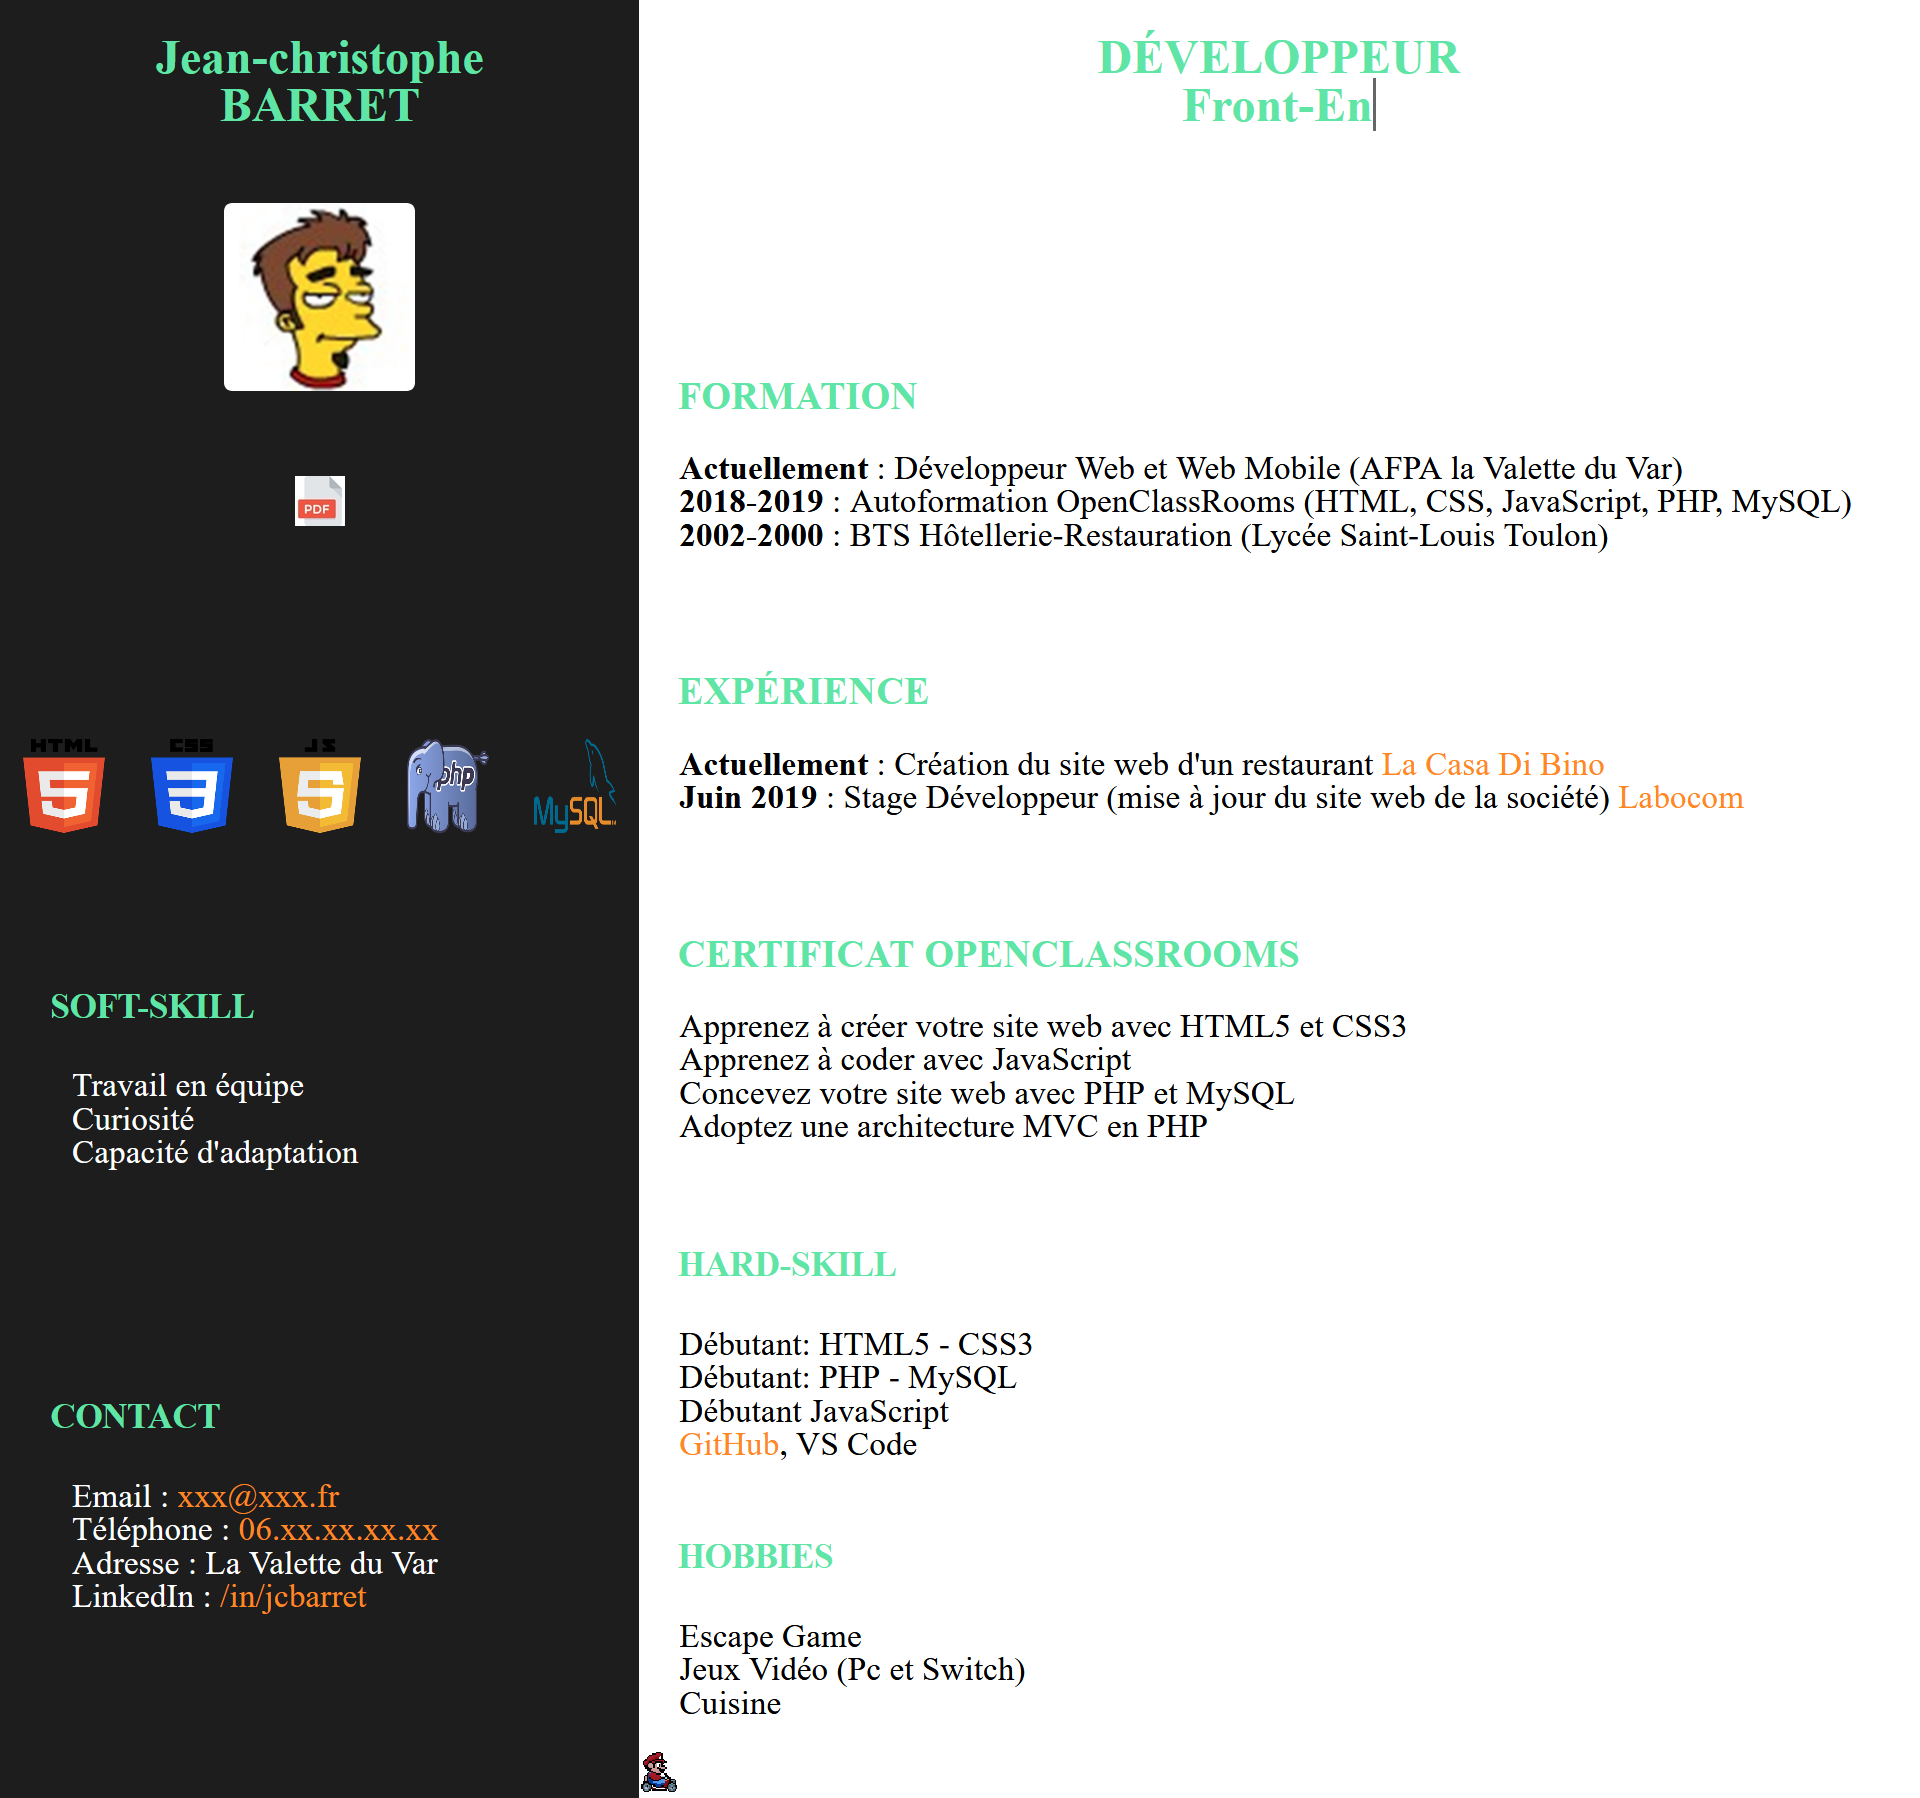 Jean-christophe
BARRET
PDF
HTML
CSS
JS
php
MySQL
SOFT-SKILL
Travail en équipe
Curiosité
Capacité d'adaptation
CONTACT
Email : xxx@xxx.fr
Téléphone : 06.xx.xx.xx.xx
Adresse : La Valette du Var
LinkedIn : /in/jcbarret
DÉVELOPPEUR
Front-En
FORMATION
Actuellement : Développeur Web et Web Mobile (AFPA la Valette du Var)
2018-2019 : Autoformation OpenClassRooms (HTML, CSS, JavaScript, PHP, MySQL)
2002-2000 : BTS Hôtellerie-Restauration (Lycée Saint-Louis Toulon)
EXPÉRIENCE
Actuellement : Création du site web d'un restaurant La Casa Di Bino
Juin 2019 : Stage Développeur (mise à jour du site web de la société) Labocom
CERTIFICAT OPENCLASSROOMS
Apprenez à créer votre site web avec HTML5 et CSS3
Apprenez à coder avec JavaScript
Concevez votre site web avec PHP et MySQL
Adoptez une architecture MVC en PHP
HARD-SKILL
Débutant: HTML5 - CSS3
Débutant: PHP - MySQL
Débutant JavaScript
GitHub, VS Code
HOBBIES
Escape Game
Jeux Vidéo (Pc et Switch)
Cuisine